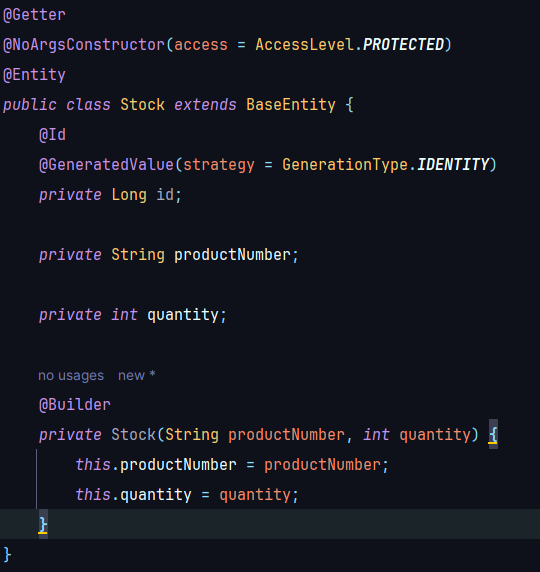 @Getter
@NoArgsConstructor(access = AccessLevel.PROTECTED)
@Entity
public class Stock extends BaseEntity {
    @Id
    @GeneratedValue(strategy = GenerationType.IDENTITY)
    private Long id;
    private String productNumber;
    private int quantity;
    no usages   new *
    @Builder
    private Stock(String productNumber, int quantity) {
        this.productNumber = productNumber;
        this.quantity = quantity;
    }
}